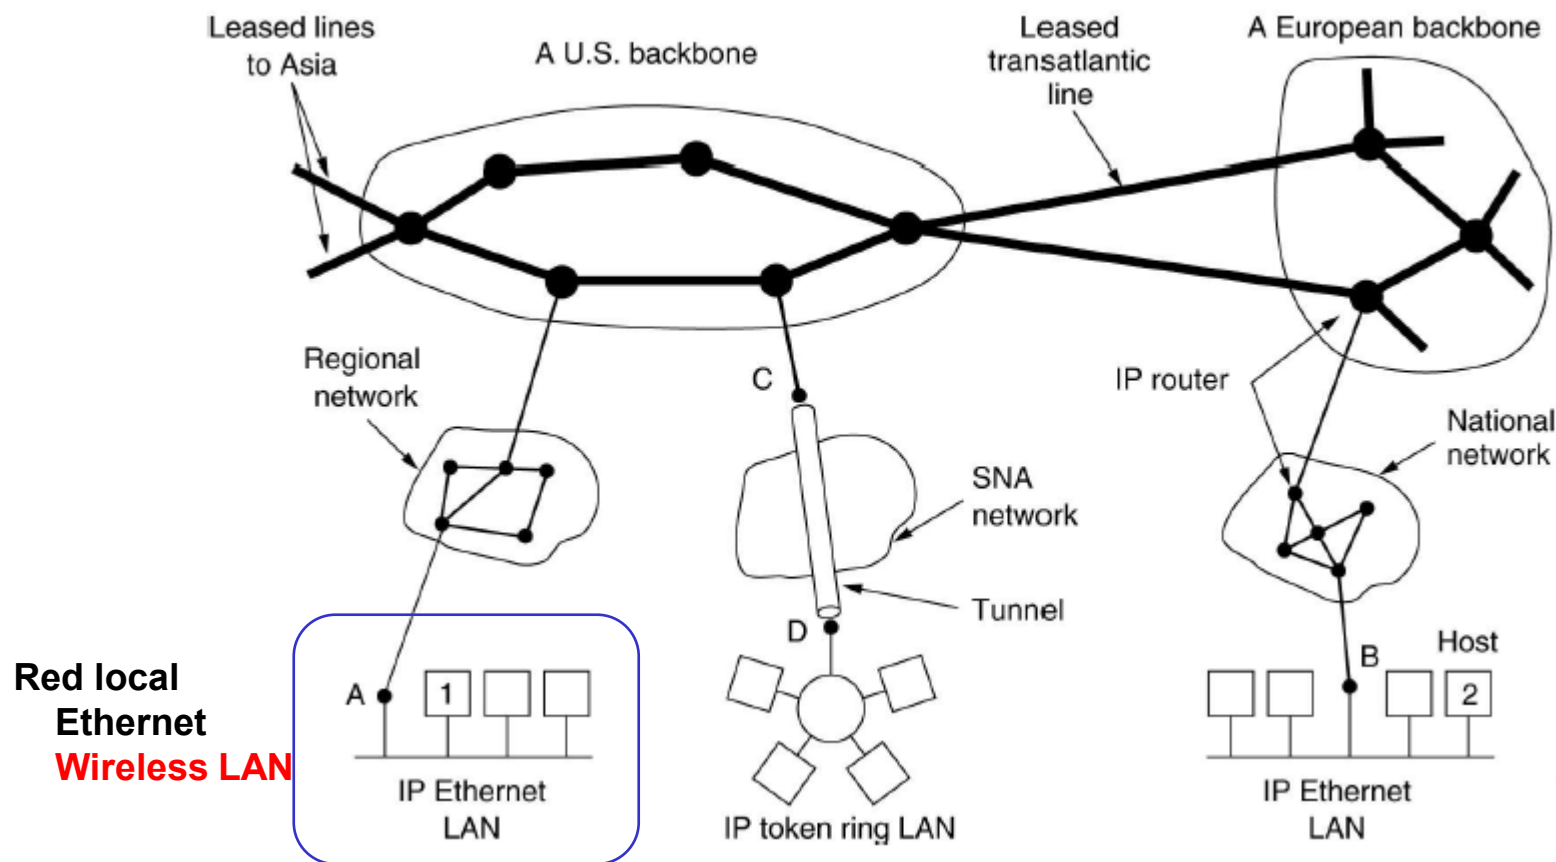 Leased lines
to Asia
A U.S. backbone
Leased
transatlantic
line
A European backbone
Regional
network
C
IP router
National
network
SNA
network
Tunnel
D
Red local
Ethernet
Wireless LAN
A
1
IP Ethernet
LAN
IP token ring LAN
B
Host
2
IP Ethernet
LAN